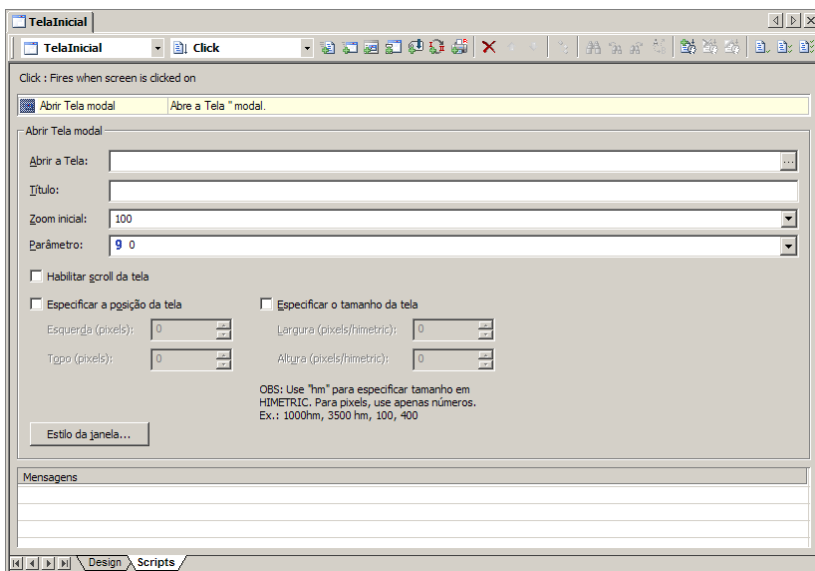 TelaInicial
TelaInicial Click
Click : Fires when screen is clicked on
Abrir Tela modal Abre a Tela '' modal.
Abrir Tela modal
Abrir a Tela: ...
Título:
Zoom inicial: 100
Parâmetro: 9 0
Habilitar scroll da tela
Especificar a posição da tela Especificar o tamanho da tela
Esquerda (pixels): 0 Largura (pixels/himetric): 0
Topo (pixels): 0 Altura (pixels/himetric): 0
OBS: Use "hm" para especificar tamanho em
HIMETRIC. Para pixels, use apenas números.
Ex.: 1000hm, 3500 hm, 100, 400
Estilo da janela...
Mensagens
Design Scripts